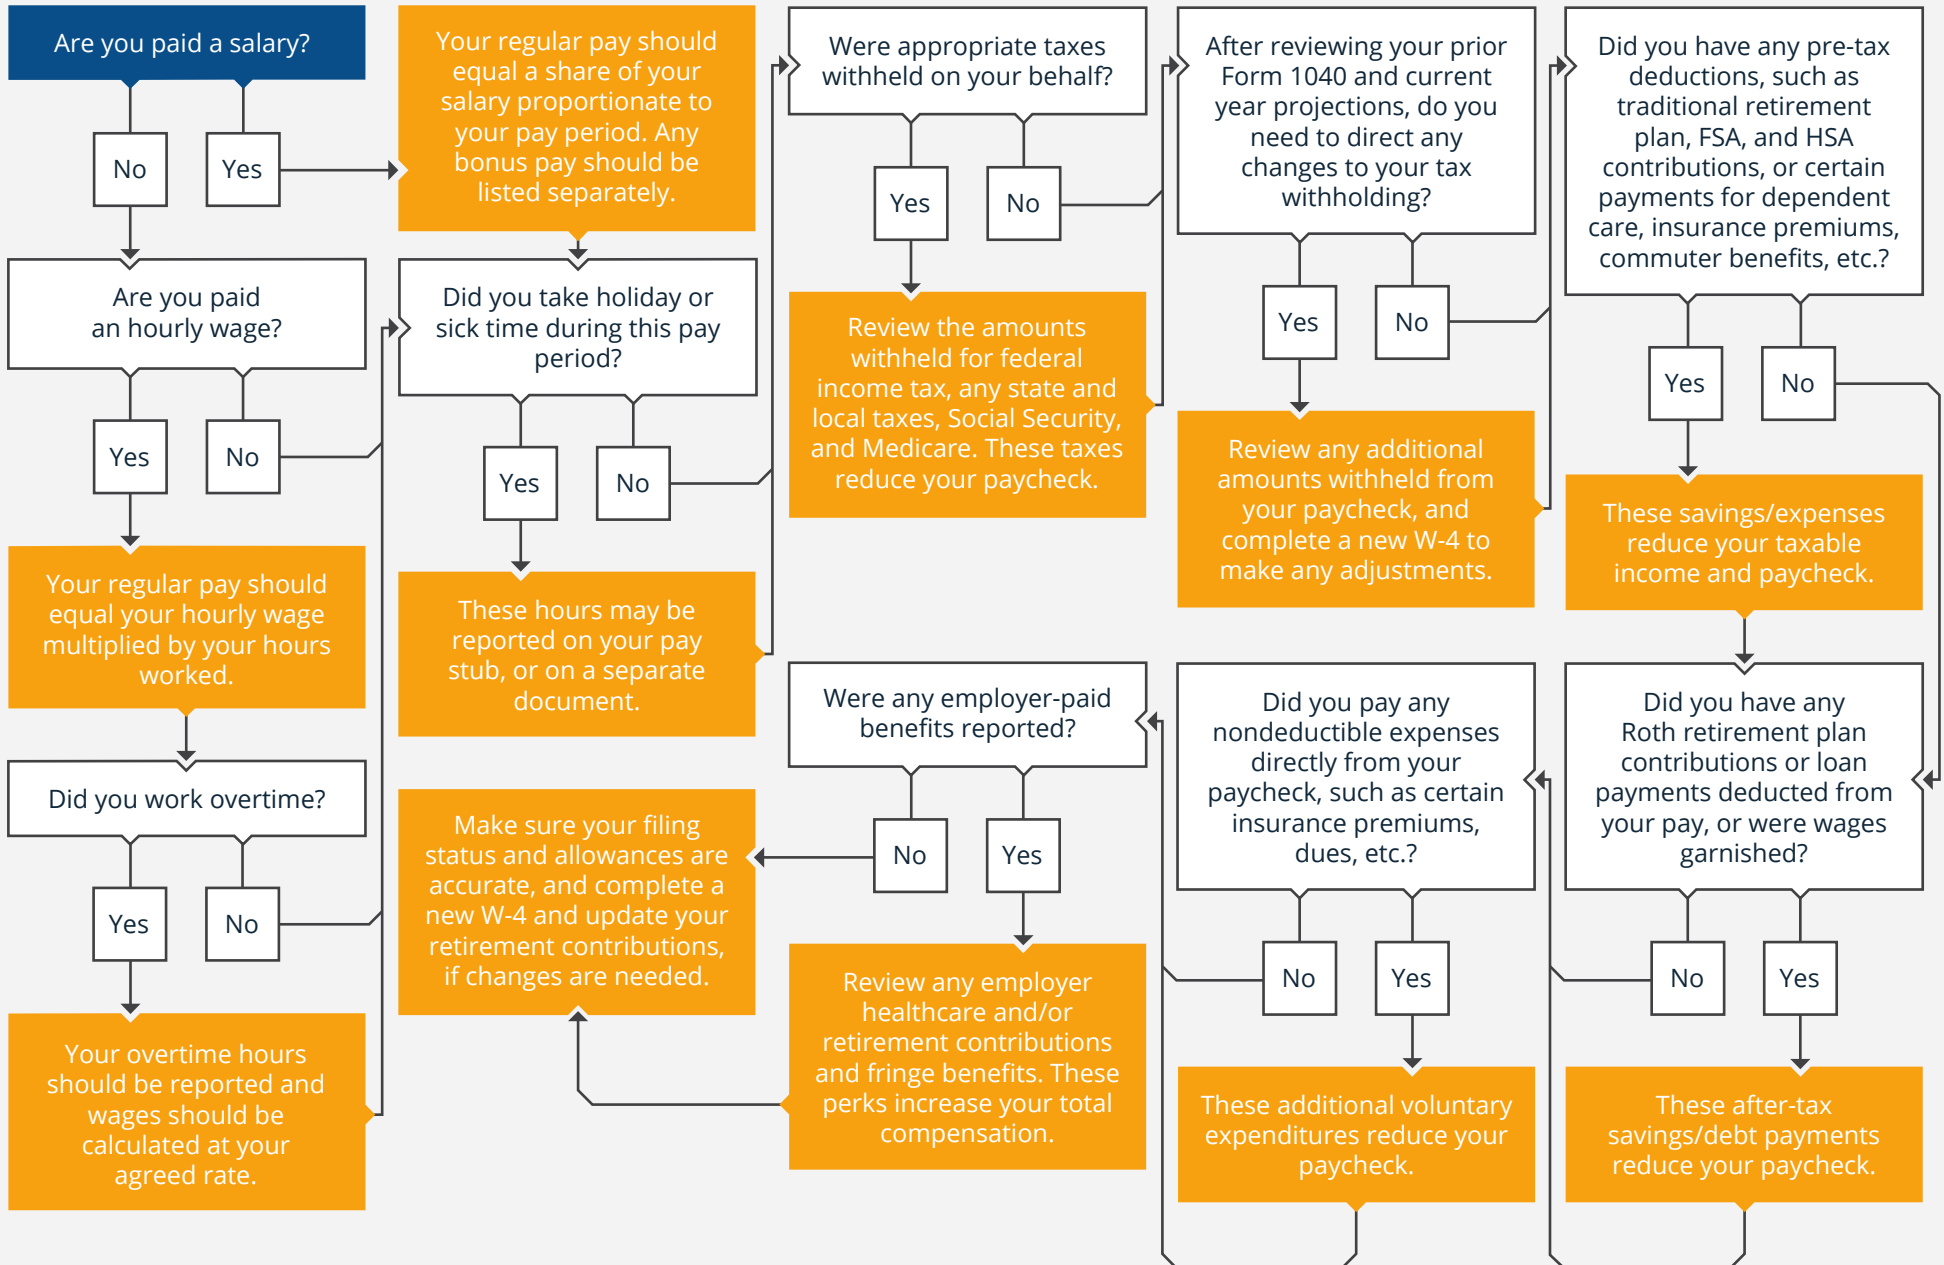 Are you paid a salary?
No
Yes
Your regular pay should
equal a share of your
salary proportionate to
your pay period. Any
bonus pay should be
listed separately.
Are you paid
an hourly wage?
Yes
No
Your regular pay should
equal your hourly wage
multiplied by your hours
worked.
Did you work overtime?
Yes
No
Your overtime hours
should be reported and
wages should be
calculated at your
agreed rate.
Did you take holiday or
sick time during this pay
period?
Yes
No
These hours may be
reported on your pay
stub, or on a separate
document.
Were appropriate taxes
withheld on your behalf?
Yes
No
Review the amounts
withheld for federal
income tax, any state and
local taxes, Social Security,
and Medicare. These taxes
reduce your paycheck.
After reviewing your prior
Form 1040 and current
year projections, do you
need to direct any
changes to your tax
withholding?
Yes
No
Review any additional
amounts withheld from
your paycheck, and
complete a new W-4 to
make any adjustments.
Did you have any pre-tax
deductions, such as
traditional retirement
plan, FSA, and HSA
contributions, or certain
payments for dependent
care, insurance premiums,
commuter benefits, etc.?
Yes
No
These savings/expenses
reduce your taxable
income and paycheck.
Did you have any
Roth retirement plan
contributions or loan
payments deducted from
your pay, or were wages
garnished?
No
Yes
These after-tax
savings/debt payments
reduce your paycheck.
Did you pay any
nondeductible expenses
directly from your
paycheck, such as certain
insurance premiums,
dues, etc.?
No
Yes
These additional voluntary
expenditures reduce your
paycheck.
Were any employer-paid
benefits reported?
No
Yes
Review any employer
healthcare and/or
retirement contributions
and fringe benefits. These
perks increase your total
compensation.
Make sure your filing
status and allowances are
accurate, and complete a
new W-4 and update your
retirement contributions,
if changes are needed.